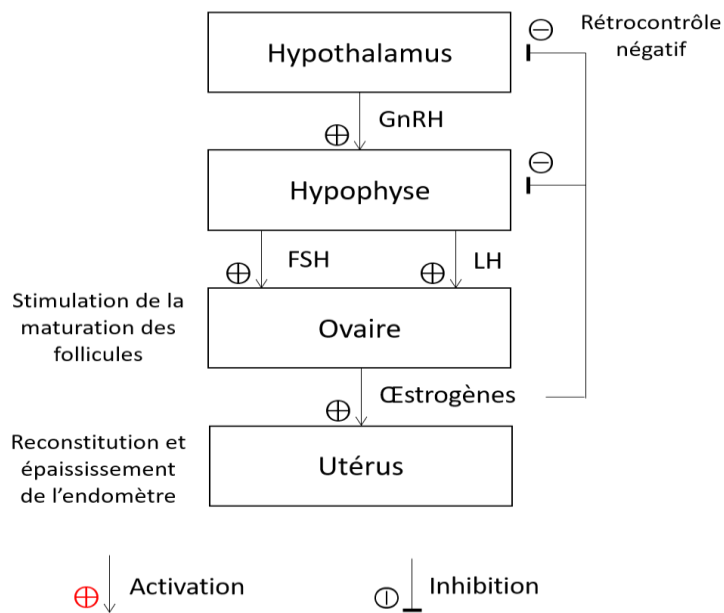 Hypothalamus
Rétrocontrôle
négatif
GnRH
Hypophyse
FSH
LH
Stimulation de la
maturation des
follicules
Ovaire
Œstrogènes
Reconstitution et
épaississement
de l’endomètre
Utérus
Activation
Inhibition